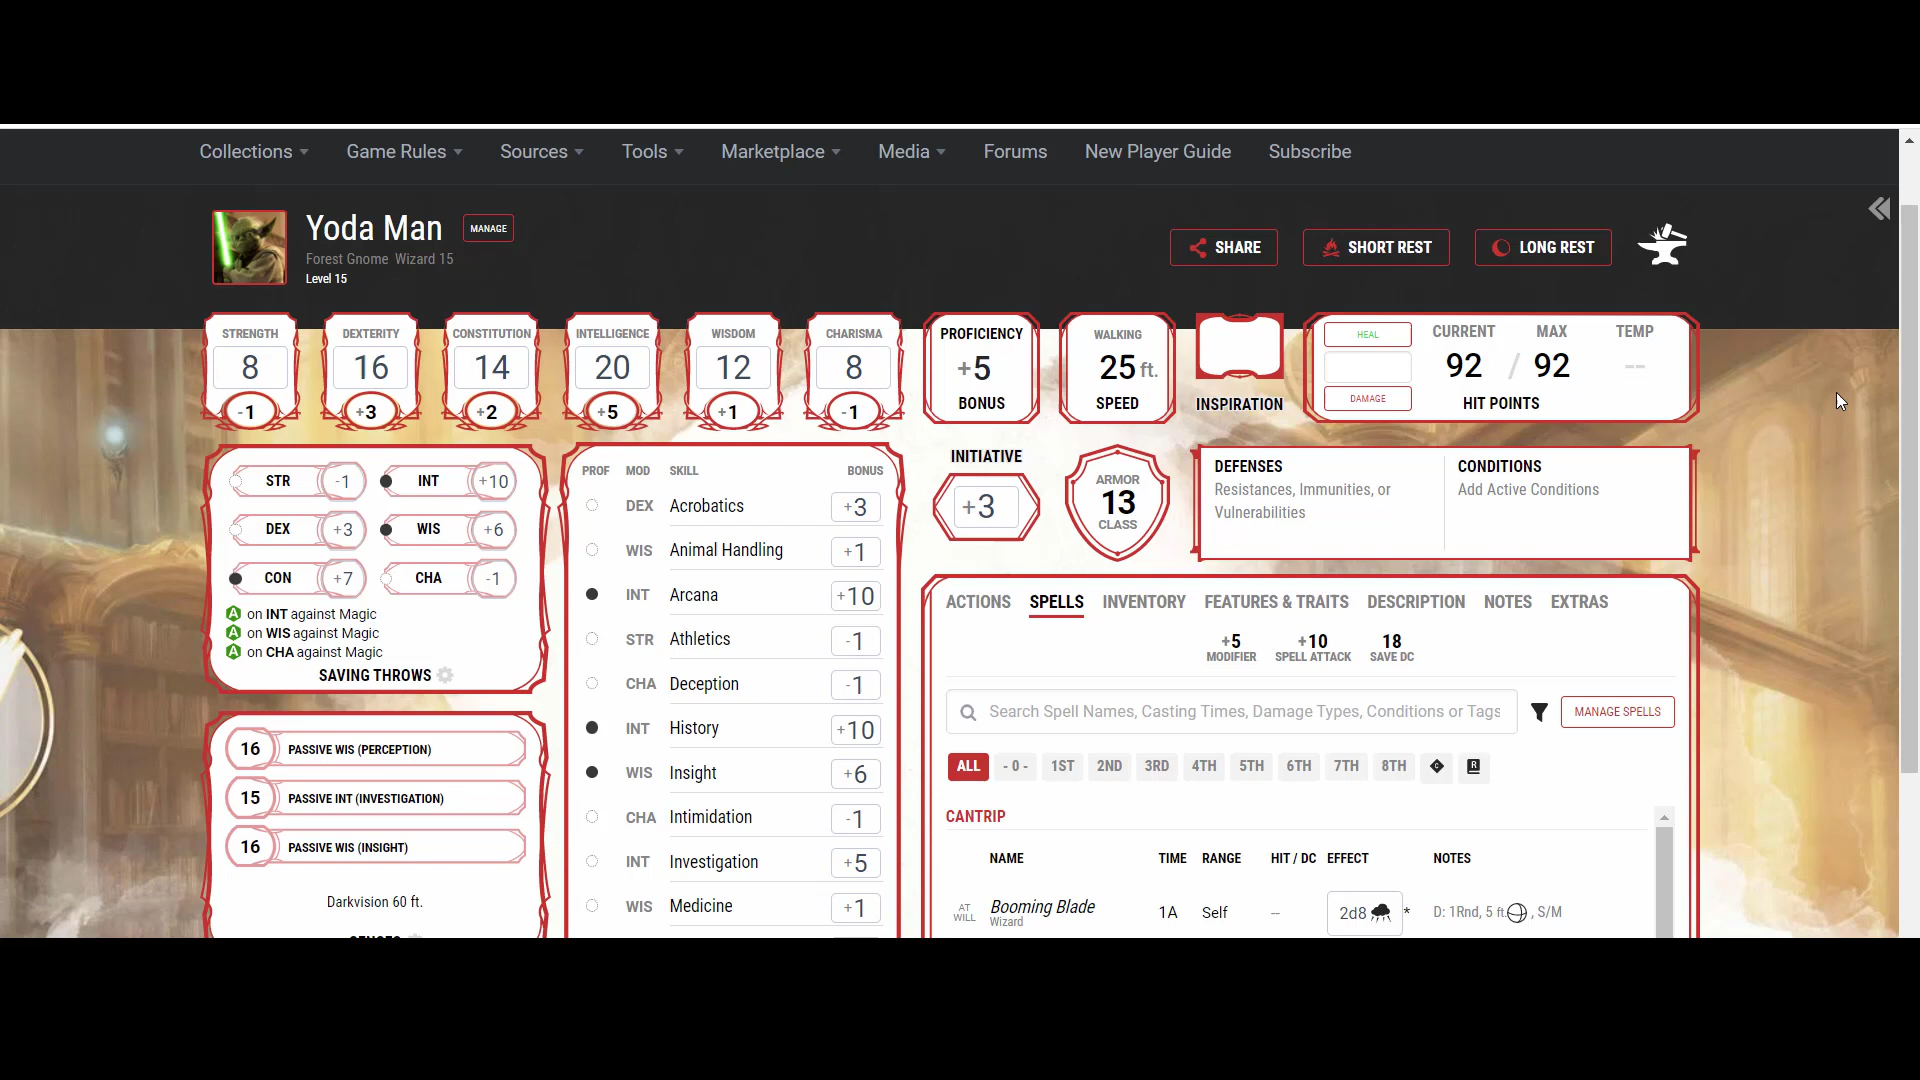 Collections Game Rules Sources Tools Marketplace Media Forums New Player Guide Subscribe
Yoda Man MANAGE
Forest Gnome Wizard 15
Level 15
SHARE SHORT REST LONG REST
STRENGTH
8
-1
DEXTERITY
16
+3
CONSTITUTION
14
+2
INTELLIGENCE
20
+5
WISDOM
12
+1
CHARISMA
8
-1
PROFICIENCY
+5
BONUS
WALKING
25 ft.
SPEED
INSPIRATION
HEAL
DAMAGE
CURRENT MAX TEMP
92 / 92 --
HIT POINTS
STR -1 INT +10
DEX +3 WIS +6
CON +7 CHA -1
A on INT against Magic
A on WIS against Magic
A on CHA against Magic
SAVING THROWS
16 PASSIVE WIS (PERCEPTION)
15 PASSIVE INT (INVESTIGATION)
16 PASSIVE WIS (INSIGHT)
Darkvision 60 ft.
PROF MOD SKILL BONUS
DEX Acrobatics +3
WIS Animal Handling +1
INT Arcana +10
STR Athletics -1
CHA Deception -1
INT History +10
WIS Insight +6
CHA Intimidation -1
INT Investigation +5
WIS Medicine +1
INITIATIVE
+3
ARMOR
13
CLASS
DEFENSES
Resistances, Immunities, or
Vulnerabilities
CONDITIONS
Add Active Conditions
ACTIONS SPELLS INVENTORY FEATURES & TRAITS DESCRIPTION NOTES EXTRAS
+5 +10 18
MODIFIER SPELL ATTACK SAVE DC
Search Spell Names, Casting Times, Damage Types, Conditions or Tags
MANAGE SPELLS
ALL - 0 - 1ST 2ND 3RD 4TH 5TH 6TH 7TH 8TH C R
CANTRIP
NAME TIME RANGE HIT / DC EFFECT NOTES
AT WILL Booming Blade 1A Self -- 2d8 * D: 1Rnd, 5 ft. , S/M
Wizard